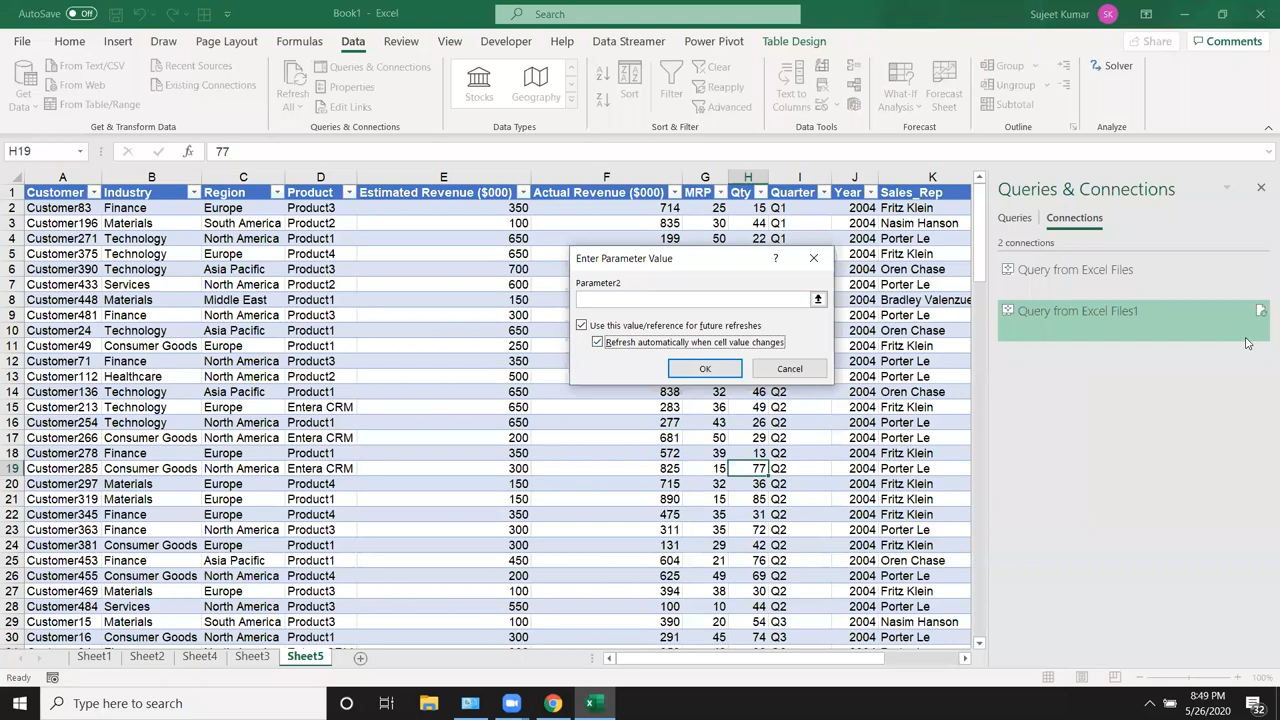 AutoSave Off Book1 - Excel Search Sujeet Kumar SK
File Home Insert Draw Page Layout Formulas Data Review View Developer Help Data Streamer Power Pivot Table Design Share Comments
Get Data From Text/CSV From Web From Table/Range Recent Sources Existing Connections
Refresh All Queries & Connections Properties Edit Links
Stocks Geography
Sort Filter Clear Reapply Advanced
Text to Columns
What-If Analysis Forecast Sheet
Group Ungroup Subtotal
Solver
Get & Transform Data Queries & Connections Data Types Sort & Filter Data Tools Forecast Outline Analyze
H19 fx 77
A B C D E F G H I J K
1 Customer Industry Region Product Estimated Revenue ($000) Actual Revenue ($000) MRP Qty Quarter Year Sales_Rep
2 Customer83 Finance Europe Product3 350 714 25 15 Q1 2004 Fritz Klein
3 Customer196 Materials South America Product2 100 835 30 44 Q1 2004 Nasim Hanson
4 Customer271 Technology North America Product1 650 199 50 22 Q1 2004 Porter Le
5 Customer375 Technology Europe Product1 650 2004 Fritz Klein
6 Customer390 Technology Asia Pacific Product3 700 2004 Oren Chase
7 Customer433 Services North America Product2 600 2004 Porter Le
8 Customer448 Materials Middle East Product1 150 2004 Bradley Valenzue
9 Customer481 Finance Europe Product1 300 2004 Fritz Klein
10 Customer24 Technology Asia Pacific Product1 650 2004 Oren Chase
11 Customer49 Consumer Goods Europe Product1 250 2004 Fritz Klein
12 Customer71 Finance North America Product3 300 2004 Porter Le
13 Customer112 Healthcare North America Product2 500 2004 Porter Le
14 Customer136 Technology Asia Pacific Product1 650 838 32 46 Q2 2004 Oren Chase
15 Customer213 Technology Europe Entera CRM 650 283 36 49 Q2 2004 Fritz Klein
16 Customer254 Technology North America Entera CRM 650 277 43 26 Q2 2004 Porter Le
17 Customer266 Consumer Goods North America Entera CRM 200 681 50 29 Q2 2004 Porter Le
18 Customer278 Finance Europe Product1 350 572 39 13 Q2 2004 Fritz Klein
19 Customer285 Consumer Goods North America Entera CRM 300 825 15 77 Q2 2004 Porter Le
20 Customer297 Materials Europe Product4 150 715 32 36 Q2 2004 Fritz Klein
21 Customer319 Materials North America Product1 150 890 15 85 Q2 2004 Porter Le
22 Customer345 Finance Europe Product4 350 475 35 31 Q2 2004 Fritz Klein
23 Customer363 Finance North America Product1 300 311 35 72 Q2 2004 Porter Le
24 Customer381 Consumer Goods Europe Product1 300 131 29 42 Q2 2004 Fritz Klein
25 Customer453 Finance Asia Pacific Product1 450 604 21 76 Q2 2004 Oren Chase
26 Customer455 Consumer Goods North America Product4 200 625 49 69 Q2 2004 Porter Le
27 Customer469 Materials Europe Product3 100 394 38 30 Q2 2004 Fritz Klein
28 Customer484 Services North America Product3 550 100 10 44 Q2 2004 Porter Le
29 Customer15 Materials South America Product1 100 390 20 54 Q3 2004 Nasim Hanson
30 Customer16 Consumer Goods North America Product1 300 291 45 74 Q3 2004 Porter Le
Enter Parameter Value ?
Parameter2
Use this value/reference for future refreshes
Refresh automatically when cell value changes
OK Cancel
Queries & Connections
Queries Connections
2 connections
Query from Excel Files
Query from Excel Files1
Sheet1 Sheet2 Sheet4 Sheet3 Sheet5
Ready 100%
Type here to search
8:49 PM
5/26/2020
32